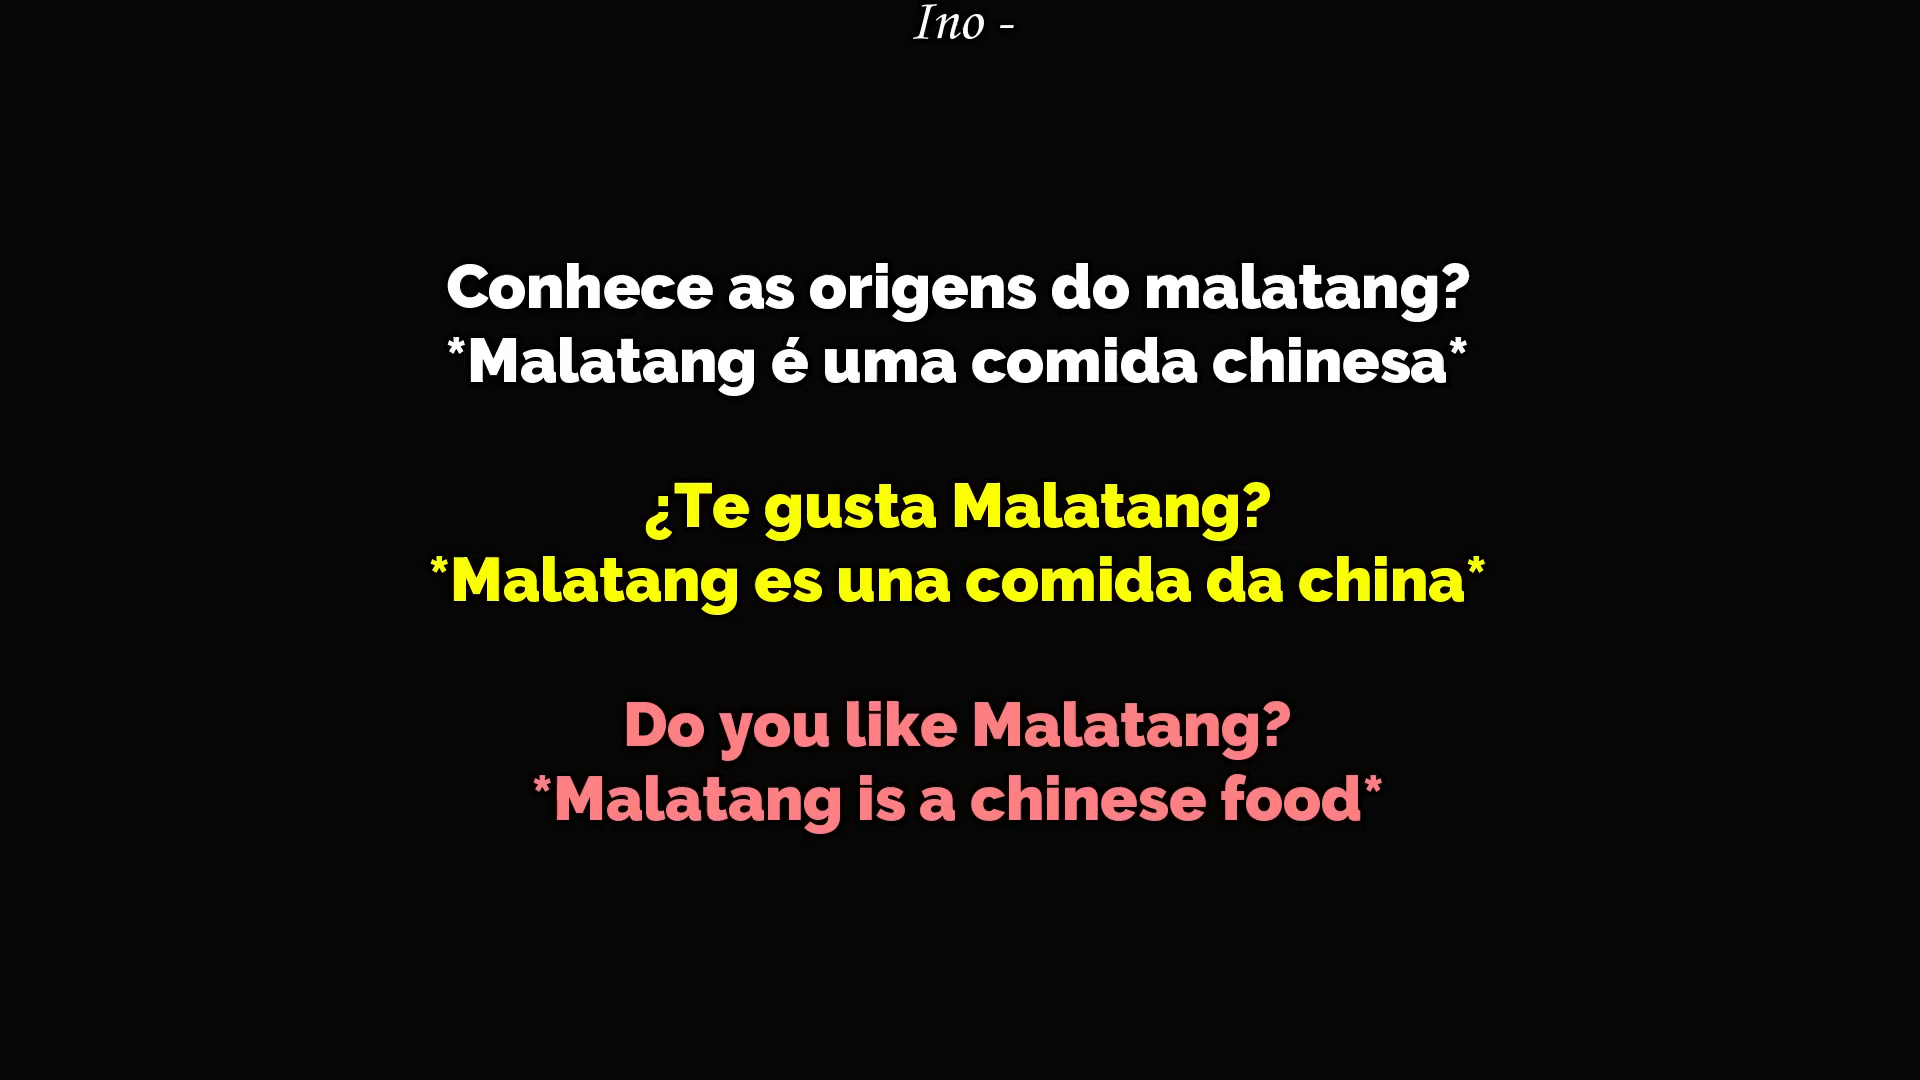 Ino -
Conhece as origens do malatang?
*Malatang é uma comida chinesa*
¿Te gusta Malatang?
*Malatang es una comida da china*
Do you like Malatang?
*Malatang is a chinese food*